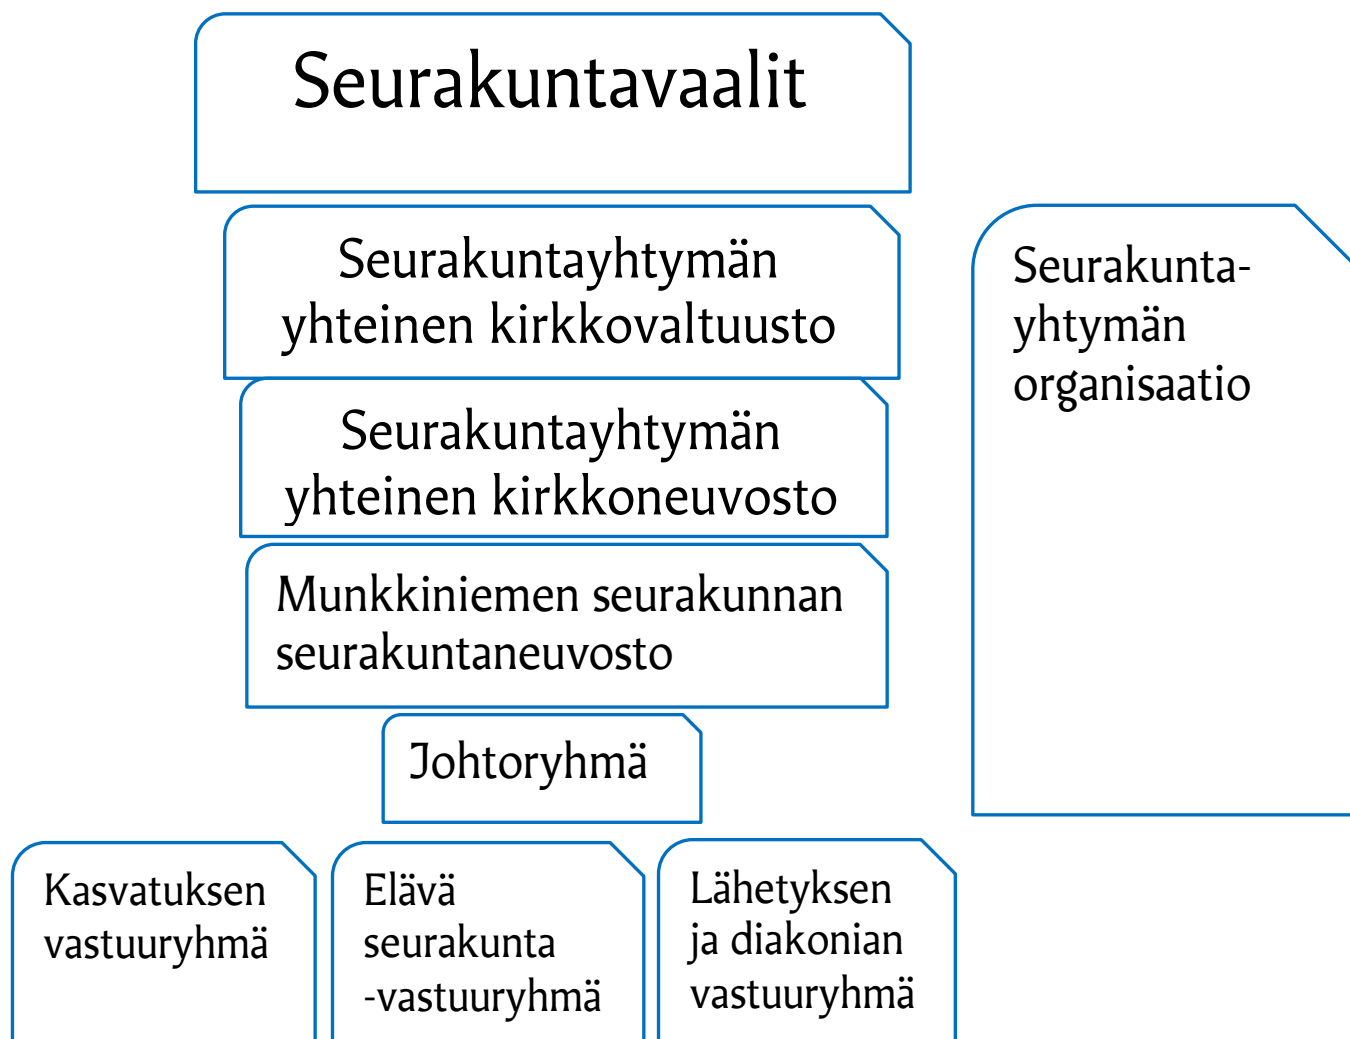 Seurakuntavaalit
Seurakuntayhtymän
yhteinen kirkkovaltuusto
Seurakuntayhtymän
yhteinen kirkkoneuvosto
Munkkiniemen seurakunnan
seurakuntaneuvosto
Johtoryhmä
Kasvatuksen
vastuuryhmä
Elävä
seurakunta
-vastuuryhmä
Lähetyksen
ja diakonian
vastuuryhmä
Seurakunta-
yhtymän
organisaatio